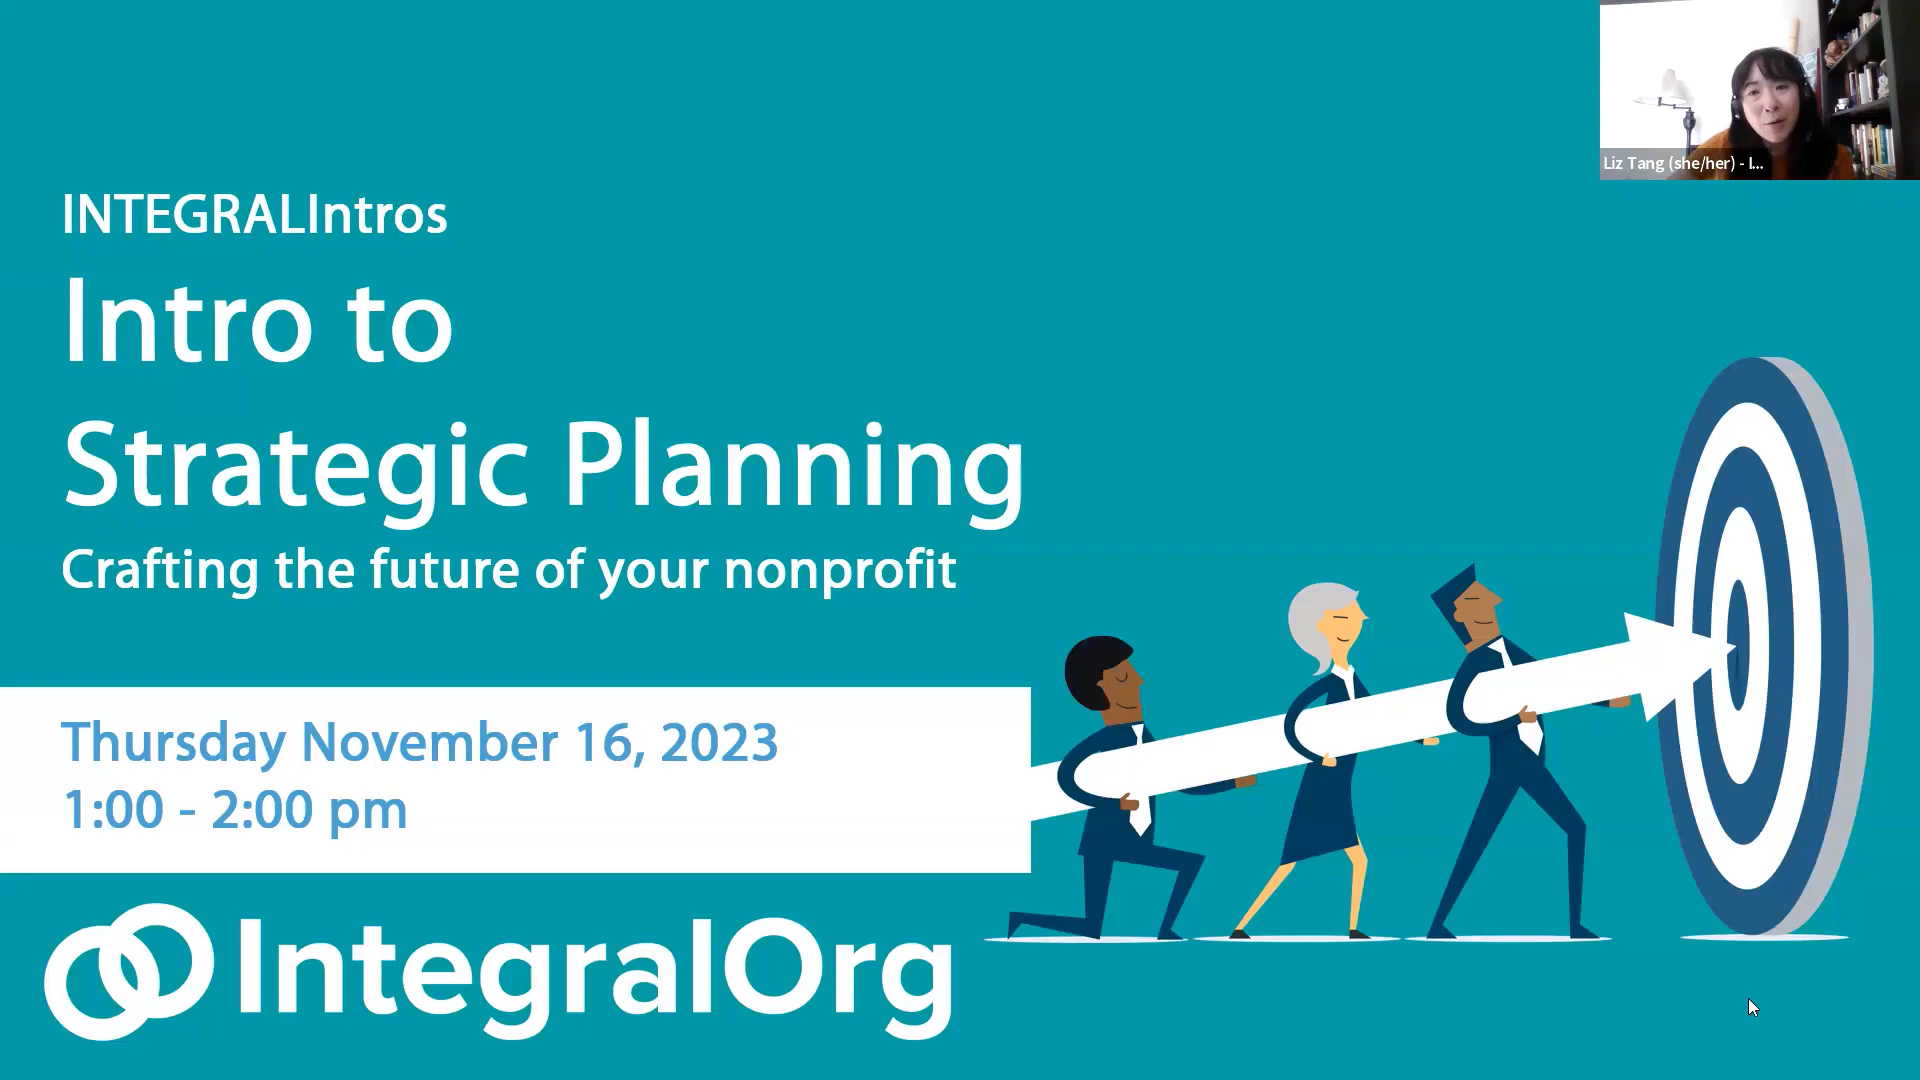 INTEGRALIntros
Intro to
Strategic Planning
Crafting the future of your nonprofit
Thursday November 16, 2023
1:00 - 2:00 pm
IntegralOrg
Liz Tang (she/her) - I...